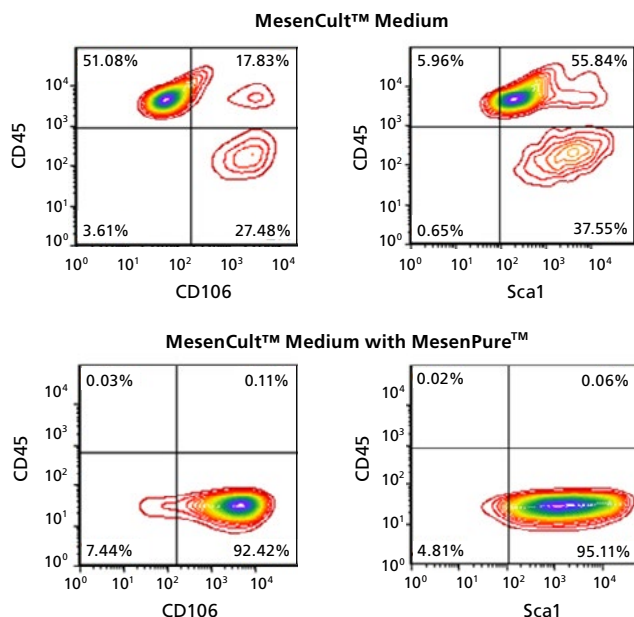 MesenCult™ Medium
51.08% 17.83% 5.96% 55.84%
10⁴ 10⁴
10³ 10³
CD45 CD45
10² 10²
10¹ 10¹
3.61% 27.48% 0.65% 37.55%
10⁰ 10⁰
10⁰ 10¹ 10² 10³ 10⁴ 10⁰ 10¹ 10² 10³ 10⁴
CD106 Sca1
MesenCult™ Medium with MesenPure™
0.03% 0.11% 0.02% 0.06%
10⁴ 10⁴
10³ 10³
CD45 CD45
10² 10²
10¹ 10¹
7.44% 92.42% 4.81% 95.11%
10⁰ 10⁰
10⁰ 10¹ 10² 10³ 10⁴ 10⁰ 10¹ 10² 10³ 10⁴
CD106 Sca1